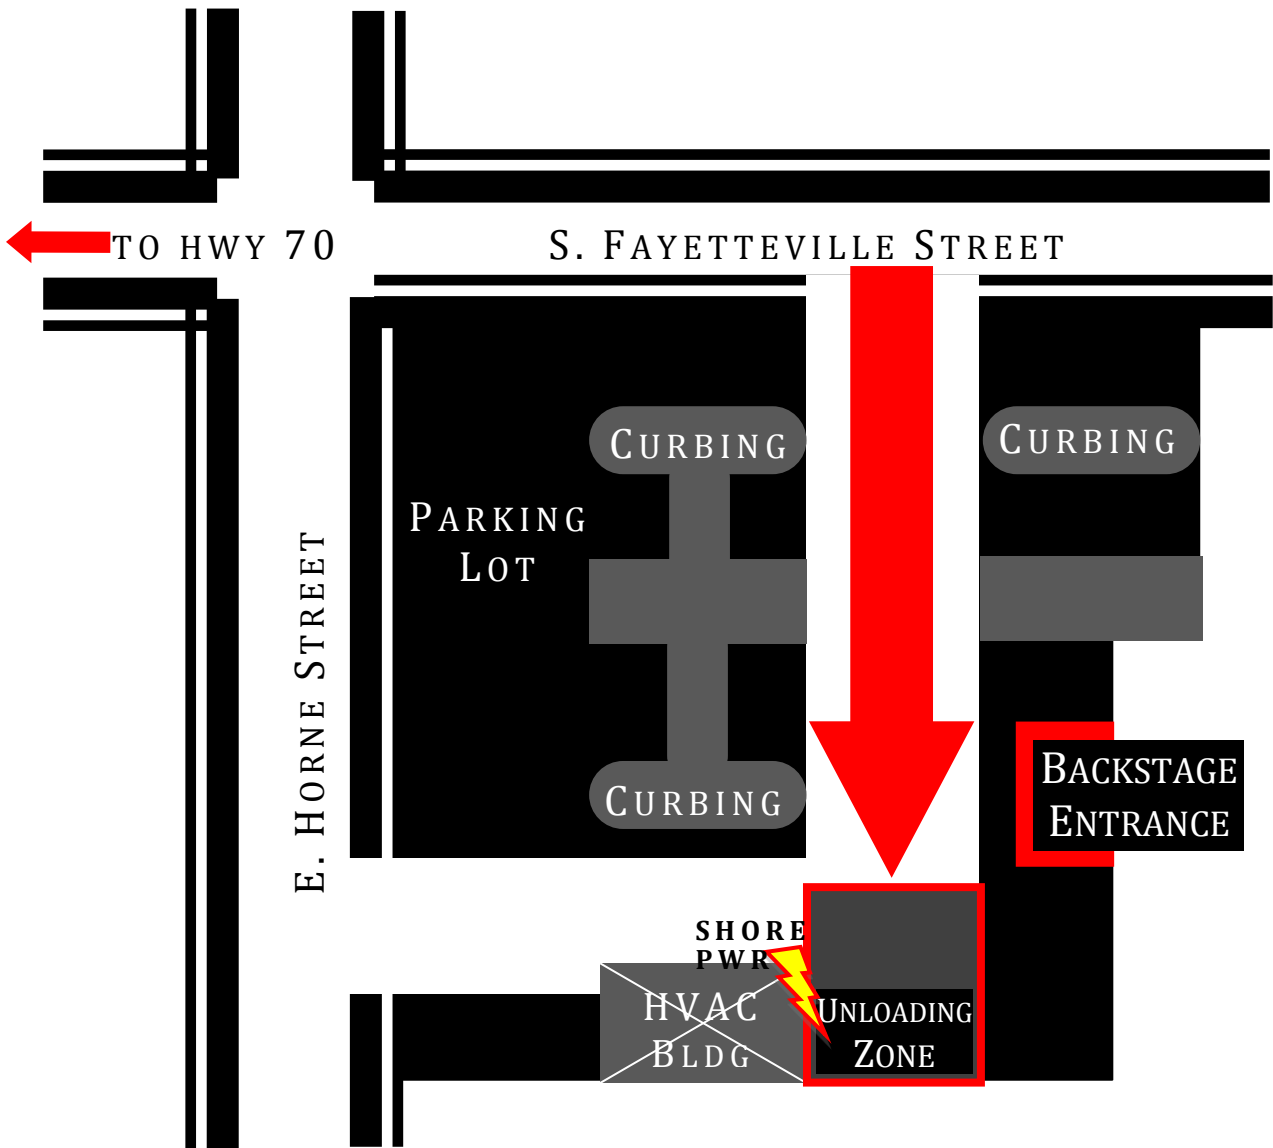 TO HWY 70
S. FAYETTEVILLE STREET
CURBING
CURBING
PARKING
LOT
E. HORNE STREET
CURBING
BACKSTAGE
ENTRANCE
SHORE
PWR
HVAC
BLDG
UNLOADING
ZONE